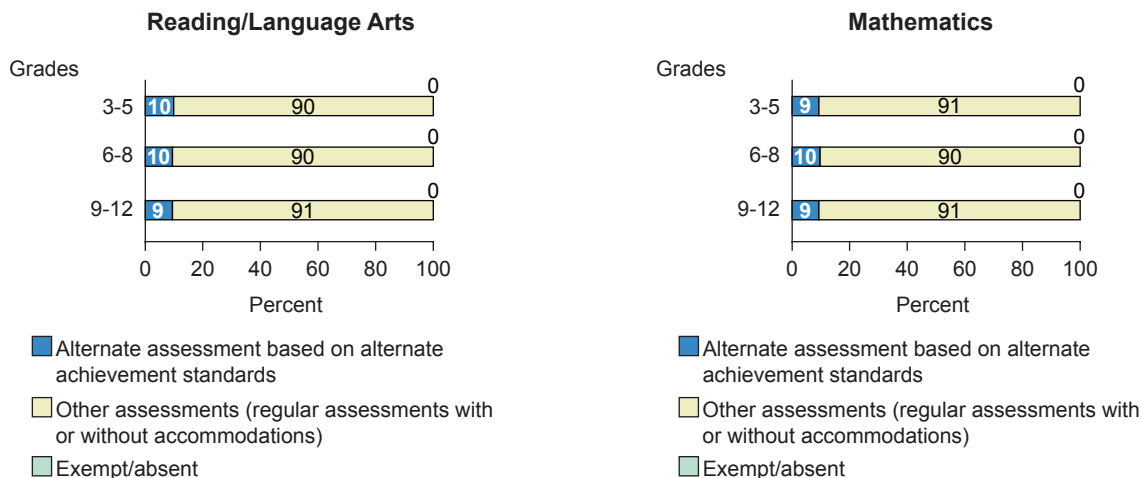 Reading/Language Arts
Grades
0
3-5 10 90
0
6-8 10 90
0
9-12 9 91
0 20 40 60 80 100
Percent
Alternate assessment based on alternate
achievement standards
Other assessments (regular assessments with
or without accommodations)
Exempt/absent
Mathematics
Grades
0
3-5 9 91
0
6-8 10 90
0
9-12 9 91
0 20 40 60 80 100
Percent
Alternate assessment based on alternate
achievement standards
Other assessments (regular assessments with
or without accommodations)
Exempt/absent